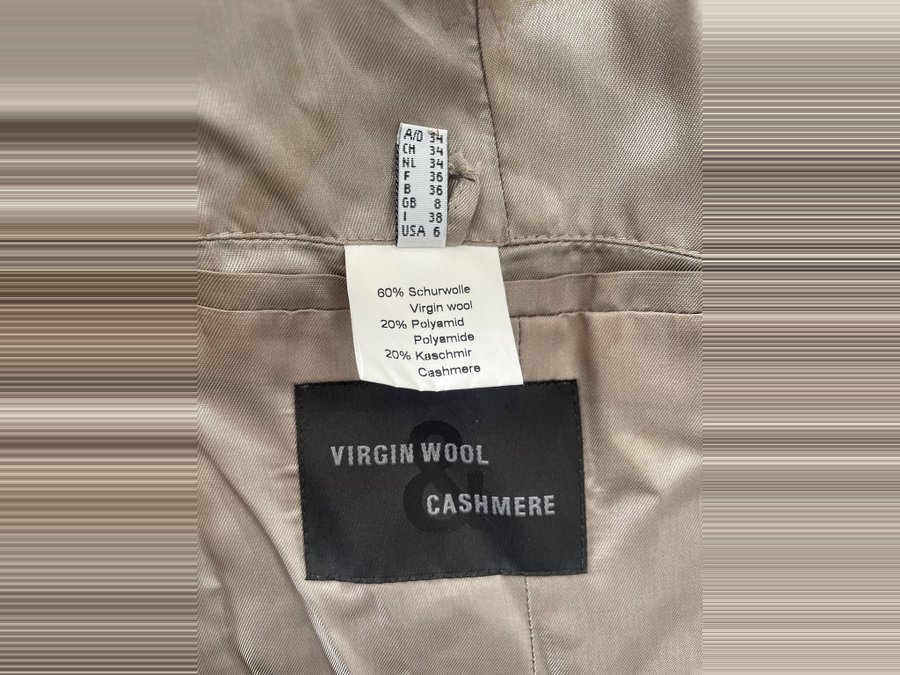 A/D 34
CH 34
NL 34
F 36
B 36
GB 8
I 38
USA 6
60% Schurwolle
Virgin wool
20% Polyamid
Polyamide
20% Kaschmir
Cashmere
VIRGIN WOOL
&
CASHMERE